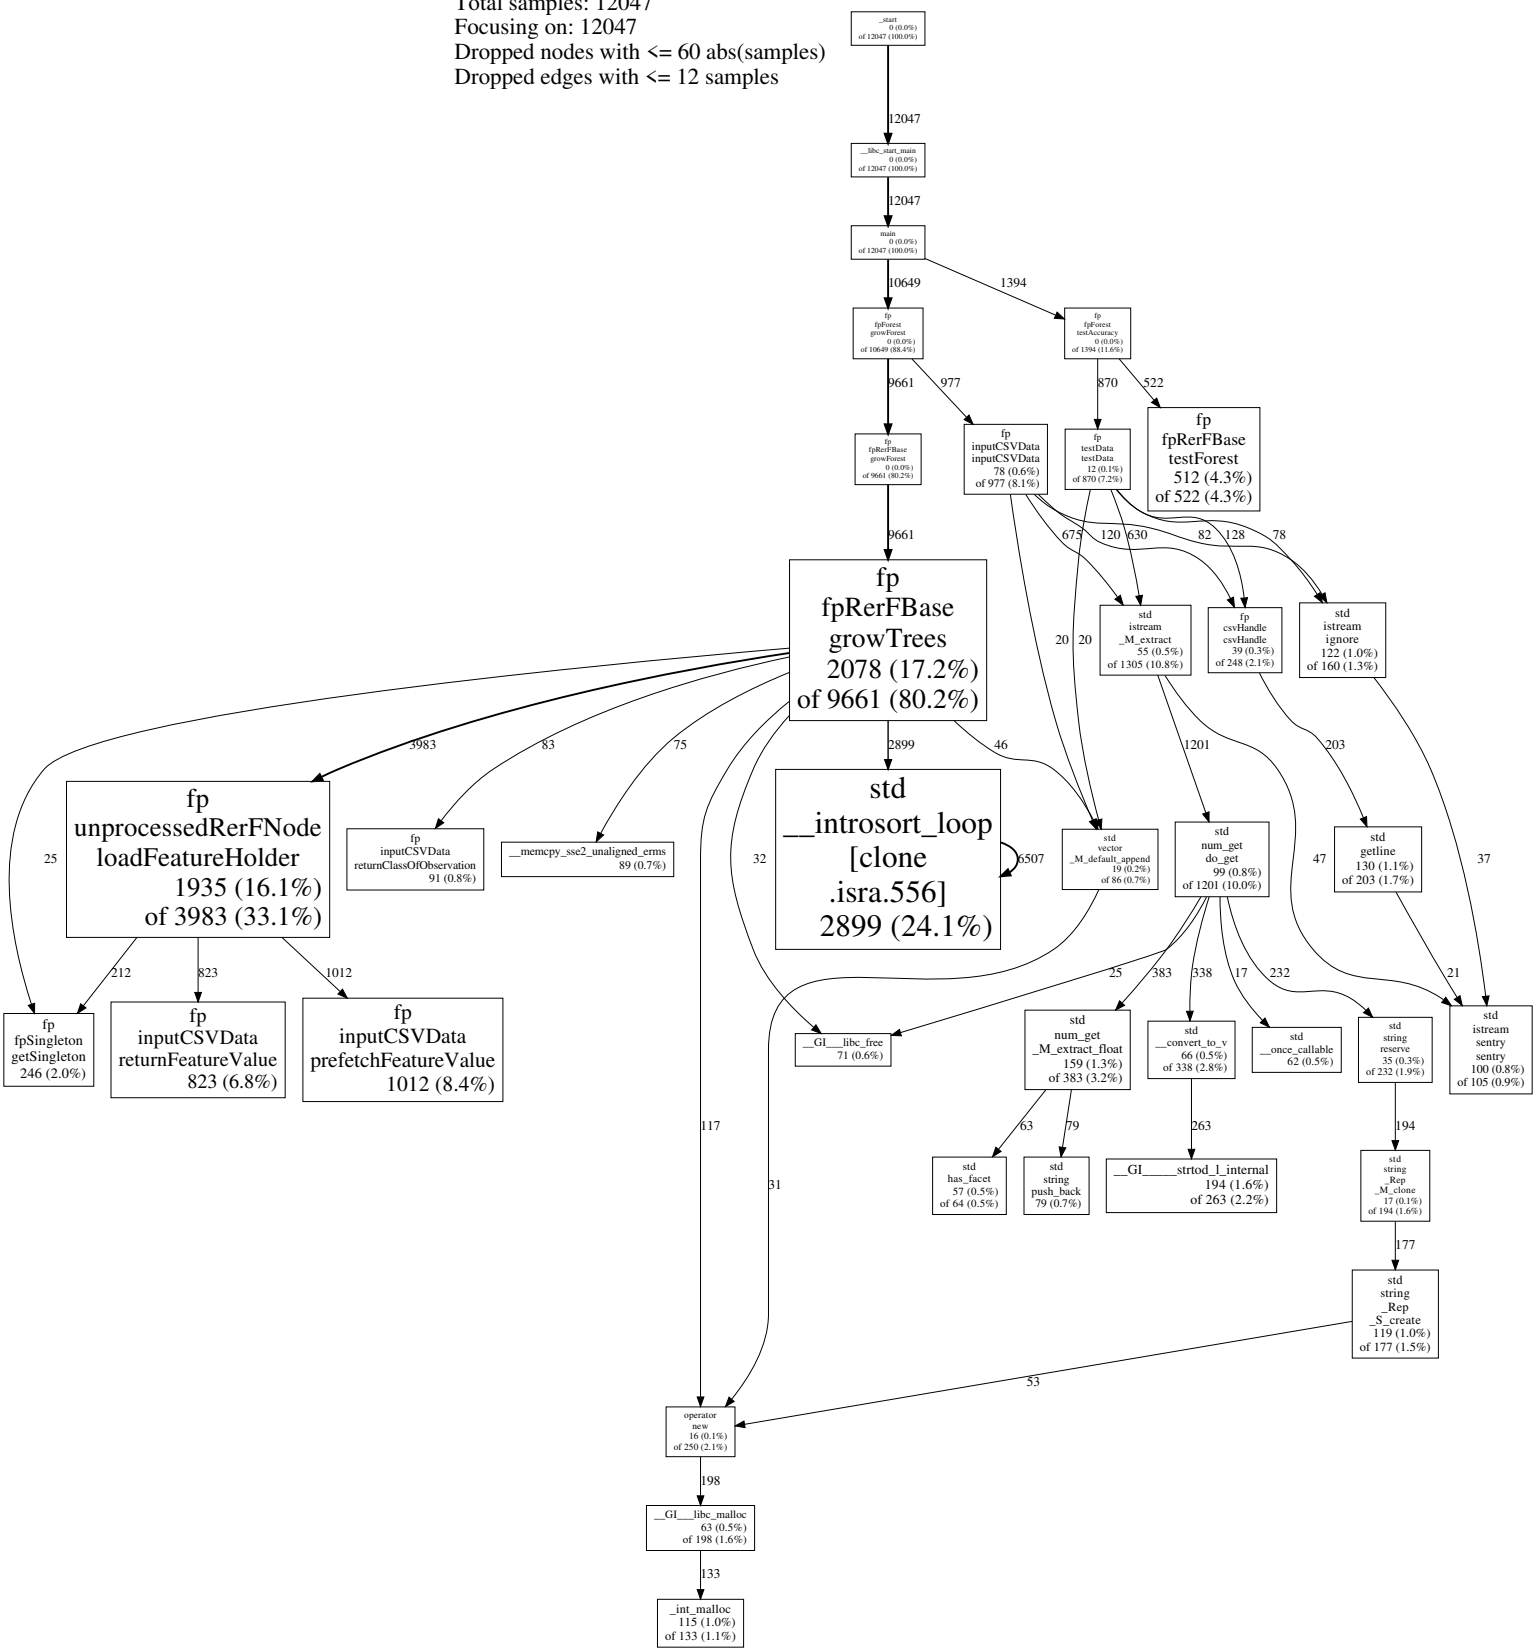 Total samples: 12047
Focusing on: 12047
Dropped nodes with <= 60 abs(samples)
Dropped edges with <= 12 samples
_start
0 (0.0%)
of 12047 (100.0%)
12047
__libc_start_main
0 (0.0%)
of 12047 (100.0%)
12047
main
0 (0.0%)
of 12047 (100.0%)
10649
1394
fp
fpForest
growForest
0 (0.0%)
of 10649 (88.4%)
fp
fpForest
testAccuracy
0 (0.0%)
of 1394 (11.6%)
9661
977
870
522
fp
fpRerFBase
growForest
0 (0.0%)
of 9661 (80.2%)
fp
inputCSVData
inputCSVData
78 (0.6%)
of 977 (8.1%)
fp
testData
testData
12 (0.1%)
of 870 (7.2%)
fp
fpRerFBase
testForest
512 (4.3%)
of 522 (4.3%)
9661
675
120
630
82
128
78
20
20
fp
fpRerFBase
growTrees
2078 (17.2%)
of 9661 (80.2%)
std
istream
_M_extract
55 (0.5%)
of 1305 (10.8%)
fp
csvHandle
csvHandle
39 (0.3%)
of 248 (2.1%)
std
istream
ignore
122 (1.0%)
of 160 (1.3%)
25
3983
83
75
32
117
2899
46
1201
47
203
37
fp
unprocessedRerFNode
loadFeatureHolder
1935 (16.1%)
of 3983 (33.1%)
fp
inputCSVData
returnClassOfObservation
91 (0.8%)
__memcpy_sse2_unaligned_erms
89 (0.7%)
std
__introsort_loop
[clone
.isra.556]
2899 (24.1%)
6507
std
vector
_M_default_append
19 (0.2%)
of 86 (0.7%)
std
num_get
do_get
99 (0.8%)
of 1201 (10.0%)
std
getline
130 (1.1%)
of 203 (1.7%)
212
823
1012
31
25
383
338
17
232
21
fp
fpSingleton
getSingleton
246 (2.0%)
fp
inputCSVData
returnFeatureValue
823 (6.8%)
fp
inputCSVData
prefetchFeatureValue
1012 (8.4%)
__GI___libc_free
71 (0.6%)
std
num_get
_M_extract_float
159 (1.3%)
of 383 (3.2%)
std
__convert_to_v
66 (0.5%)
of 338 (2.8%)
std
__once_callable
62 (0.5%)
std
string
reserve
35 (0.3%)
of 232 (1.9%)
std
istream
sentry
sentry
100 (0.8%)
of 105 (0.9%)
63
79
263
194
std
has_facet
57 (0.5%)
of 64 (0.5%)
std
string
push_back
79 (0.7%)
__GI_____strtod_l_internal
194 (1.6%)
of 263 (2.2%)
std
string
_Rep
_M_clone
17 (0.1%)
of 194 (1.6%)
177
std
string
_Rep
_S_create
119 (1.0%)
of 177 (1.5%)
53
operator
new
16 (0.1%)
of 250 (2.1%)
198
__GI___libc_malloc
63 (0.5%)
of 198 (1.6%)
133
_int_malloc
115 (1.0%)
of 133 (1.1%)